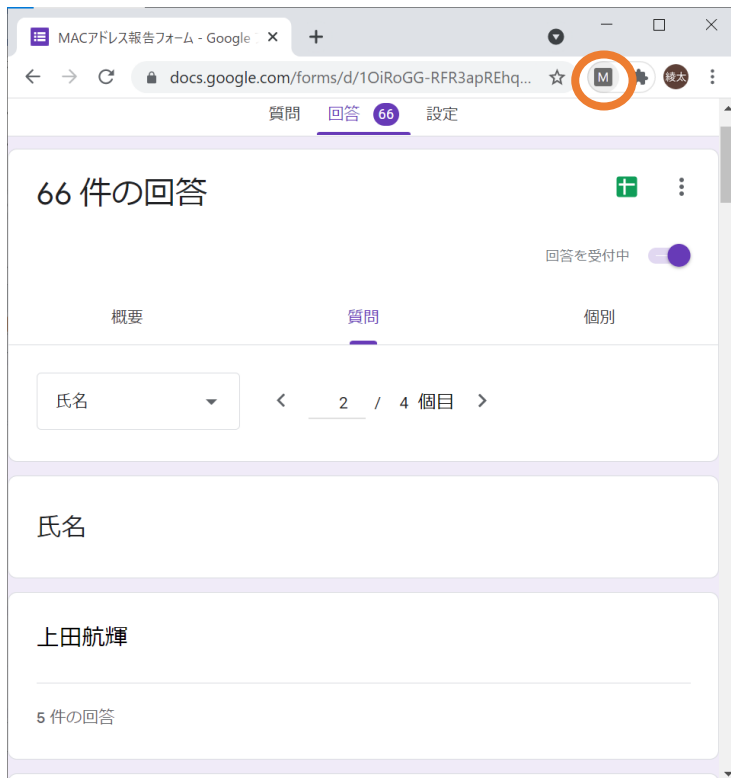 MACアドレス報告フォーム - Google
docs.google.com/forms/d/1OiRoGG-RFR3apREhq...
M
綾太
質問 回答 66 設定
66 件の回答
回答を受付中
概要 質問 個別
氏名 2 / 4 個目
氏名
上田航輝
5 件の回答